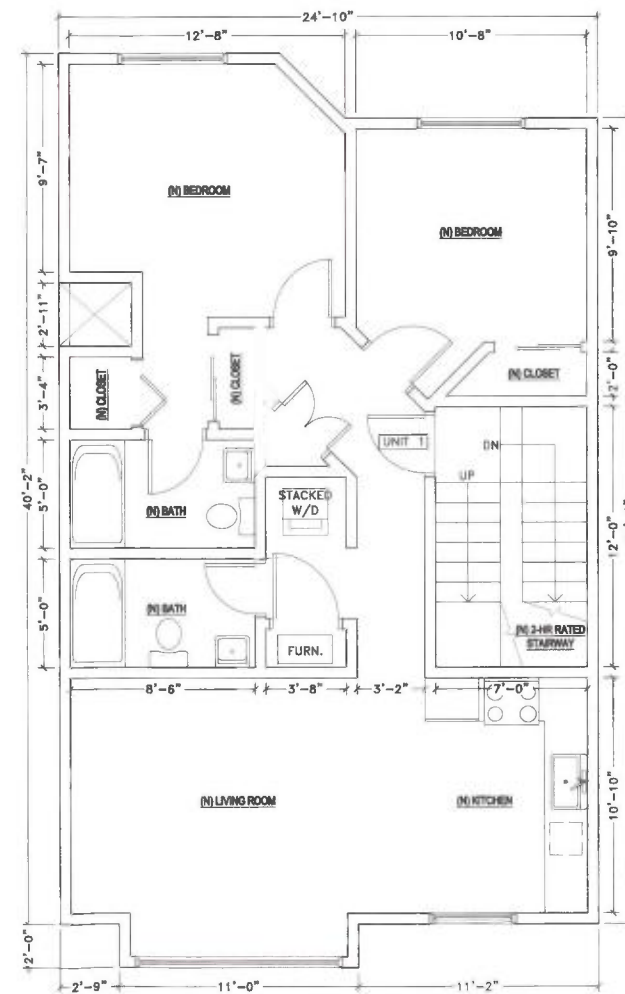 24'-10"
12'-8"
10'-8"
9'-7"
(N) BEDROOM
(N) BEDROOM
9'-10"
2'-11"
3'-4"
(N) CLOSET
(N) CLOSET
(N) CLOSET
2'-0"
UNIT 1
DN
UP
40'-2"
5'-0"
(N) BATH
STACKED
W/D
12'-0"
5'-0"
(N) BATH
FURN.
(N) 2-HR RATED
STAIRWAY
8'-6"
3'-8"
3'-2"
7'-0"
(N) LIVING ROOM
(N) KITCHEN
10'-10"
2'-0"
2'-9"
11'-0"
11'-2"